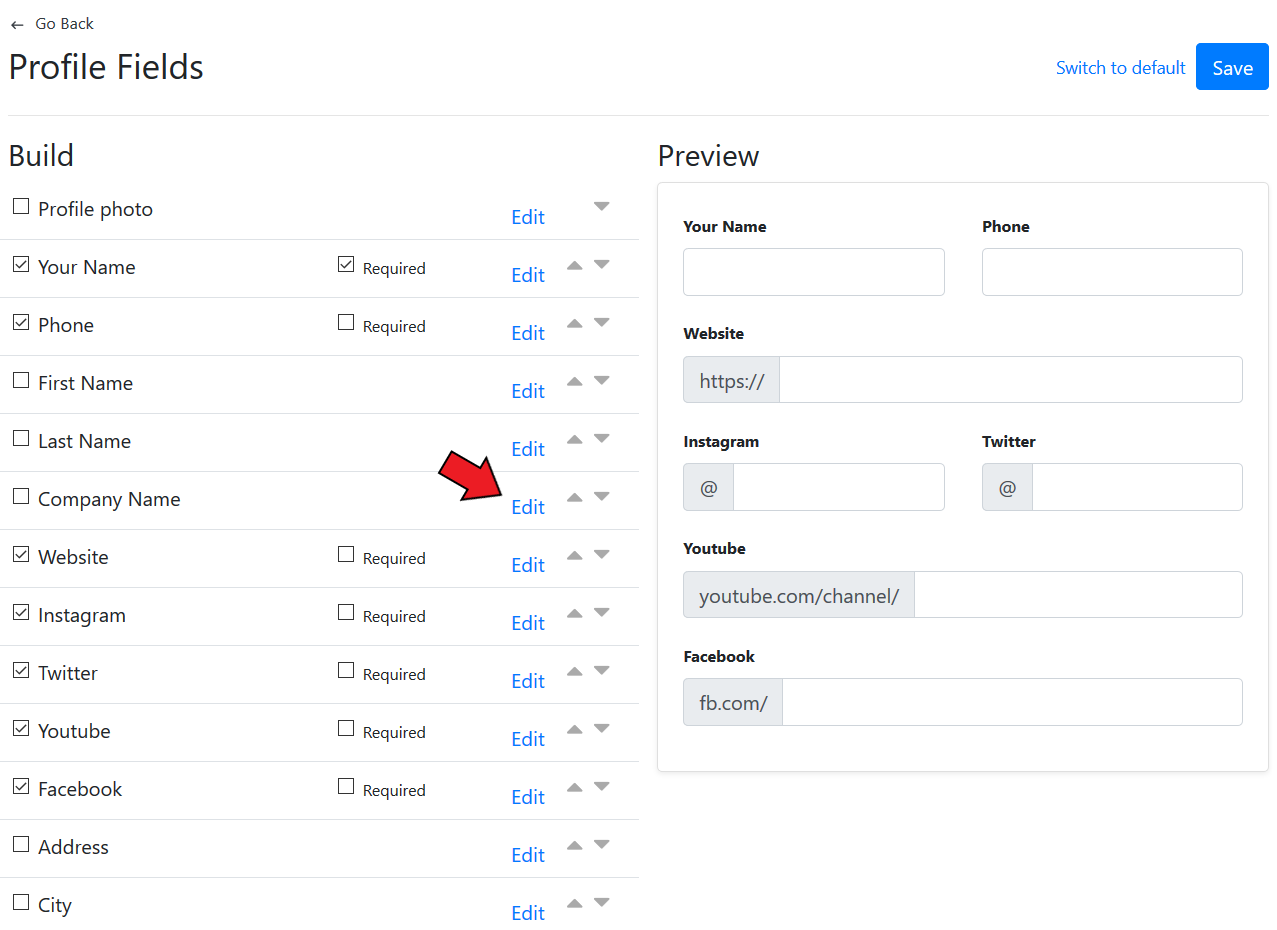 ← Go Back
Profile Fields
Switch to default
Save
Build
Profile photo Edit
Your Name Required Edit
Phone Required Edit
First Name Edit
Last Name Edit
Company Name Edit
Website Required Edit
Instagram Required Edit
Twitter Required Edit
Youtube Required Edit
Facebook Required Edit
Address Edit
City Edit
Preview
Your Name Phone
Website
https://
Instagram Twitter
@ @
Youtube
youtube.com/channel/
Facebook
fb.com/